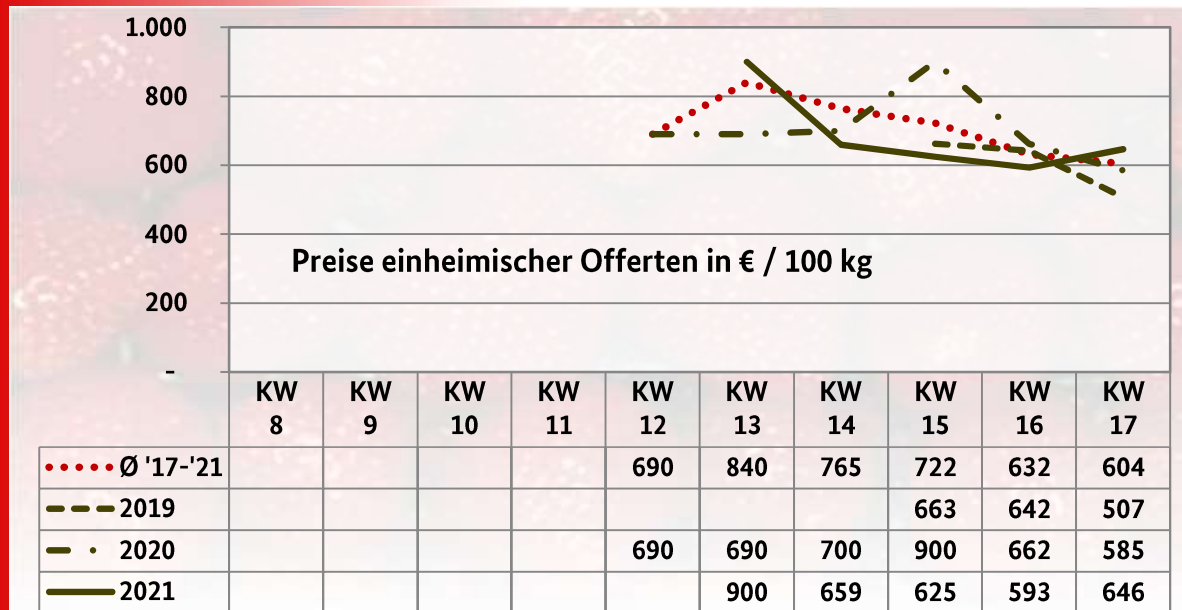 1.000
800
600
400
Preise einheimischer Offerten in € / 100 kg
200
-
KW 8 KW 9 KW 10 KW 11 KW 12 KW 13 KW 14 KW 15 KW 16 KW 17
Ø '17-'21 690 840 765 722 632 604
2019 663 642 507
2020 690 690 700 900 662 585
2021 900 659 625 593 646